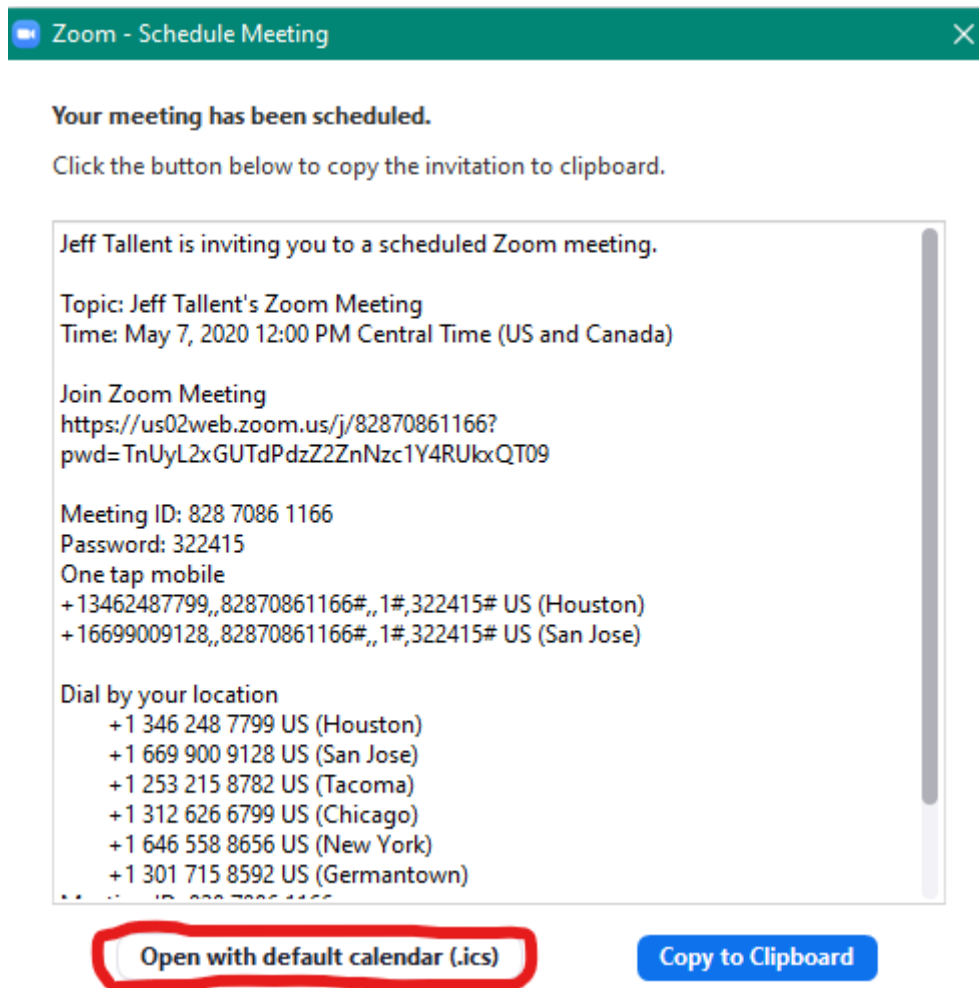 Zoom - Schedule Meeting
Your meeting has been scheduled.
Click the button below to copy the invitation to clipboard.
Jeff Tallent is inviting you to a scheduled Zoom meeting.
Topic: Jeff Tallent's Zoom Meeting
Time: May 7, 2020 12:00 PM Central Time (US and Canada)
Join Zoom Meeting
https://us02web.zoom.us/j/82870861166?
pwd=TnUyL2xGUTdPdzZ2ZnNzc1Y4RUkxQT09
Meeting ID: 828 7086 1166
Password: 322415
One tap mobile
+13462487799,,82870861166#,,1#,322415# US (Houston)
+16699009128,,82870861166#,,1#,322415# US (San Jose)
Dial by your location
+1 346 248 7799 US (Houston)
+1 669 900 9128 US (San Jose)
+1 253 215 8782 US (Tacoma)
+1 312 626 6799 US (Chicago)
+1 646 558 8656 US (New York)
+1 301 715 8592 US (Germantown)
Open with default calendar (.ics)
Copy to Clipboard